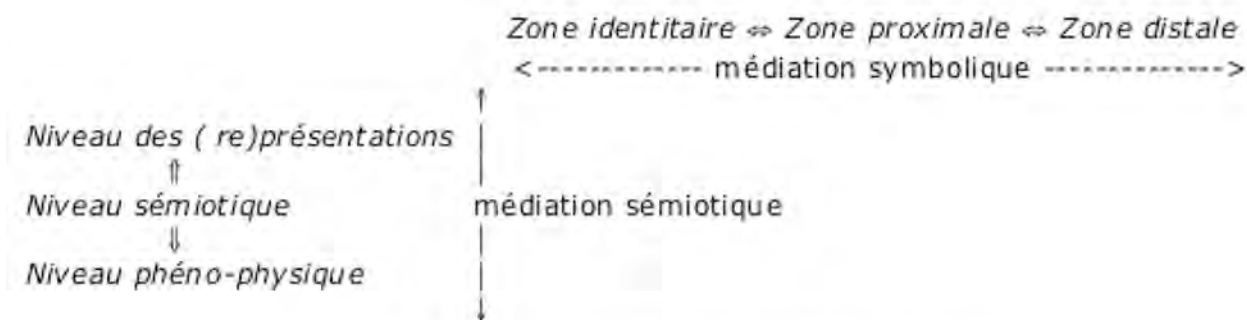 Zone identitaire ⇔ Zone proximale ⇔ Zone distale
<------------- médiation symbolique -------------->
Niveau des ( re)présentations
⇑
Niveau sémiotique médiation sémiotique
⇓
Niveau phéno-physique